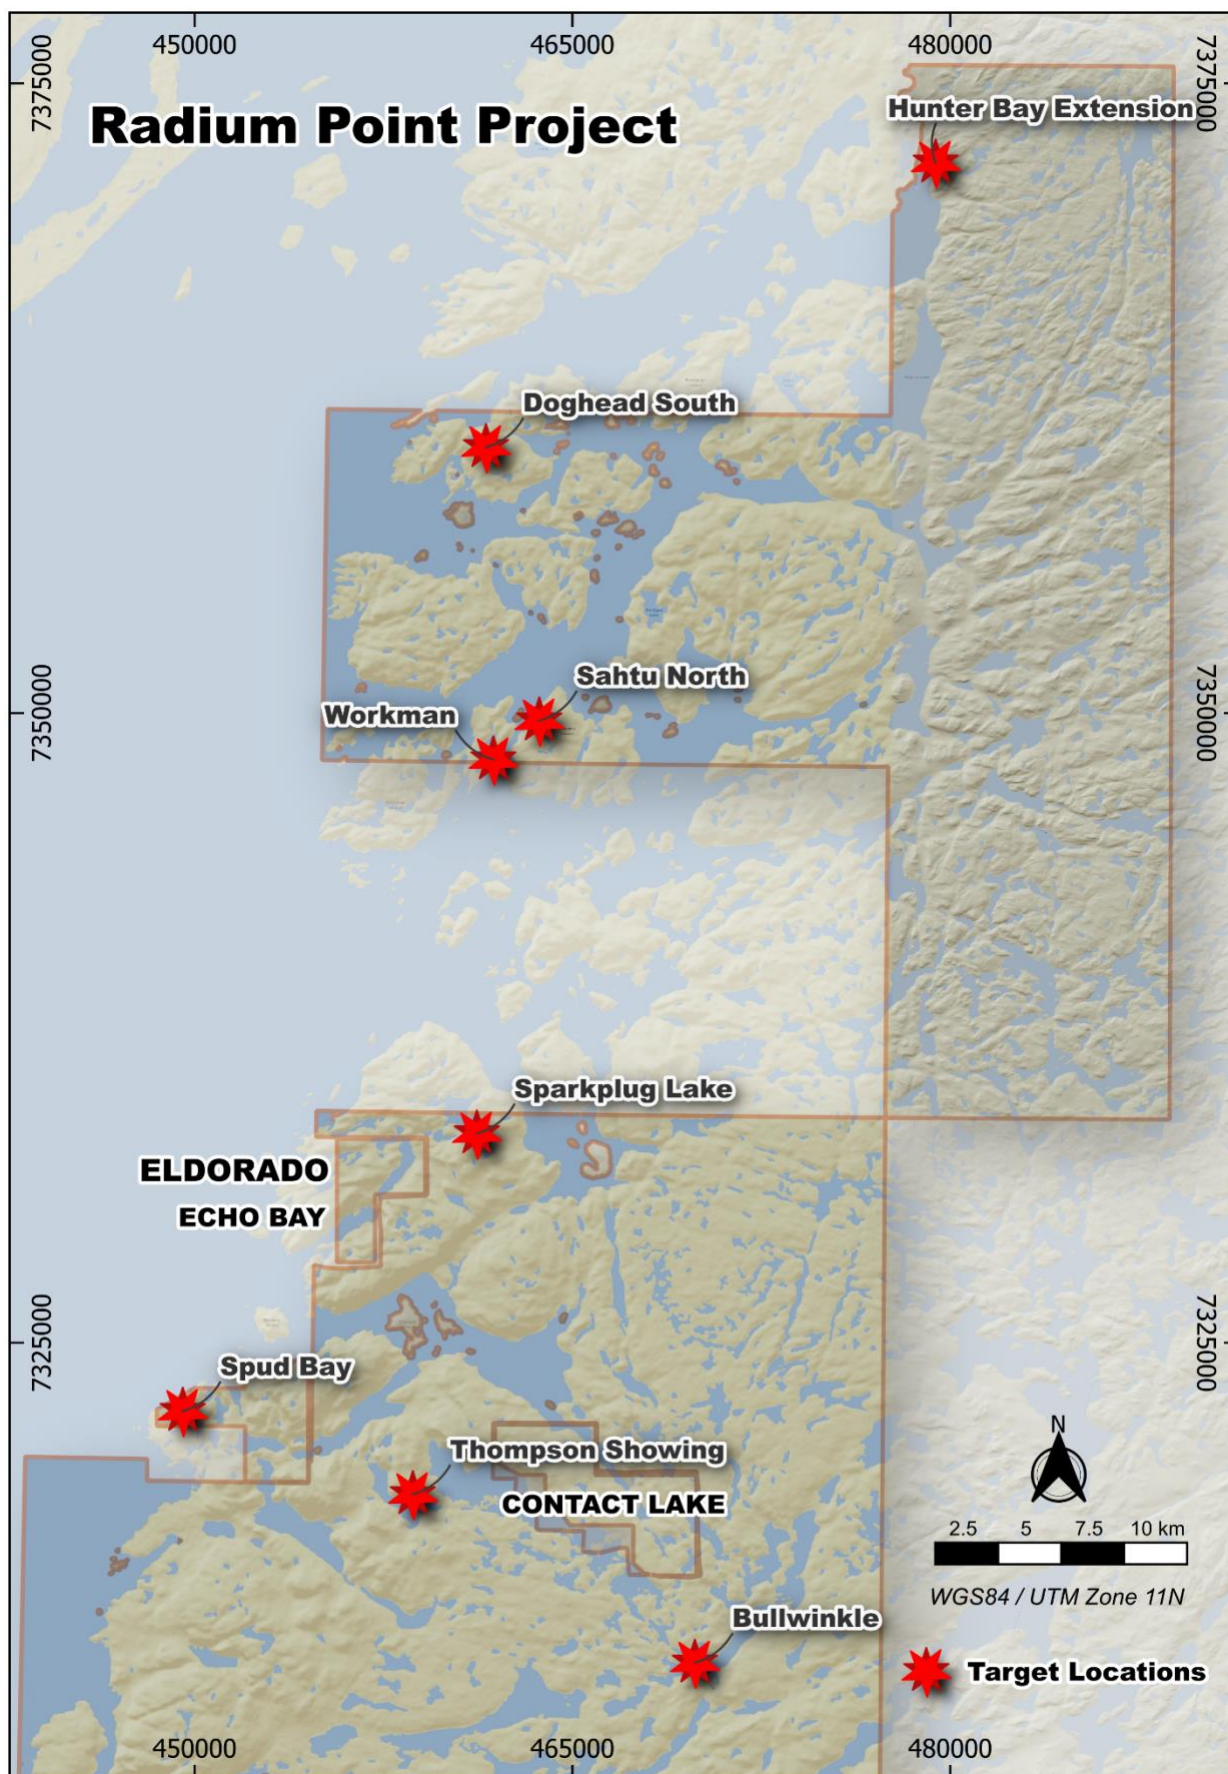 450000
465000
480000
7375000
7375000
Radium Point Project
Hunter Bay Extension
Doghead South
Sahtu North
Workman
7350000
7350000
Sparkplug Lake
ELDORADO
ECHO BAY
7325000
7325000
Spud Bay
Thompson Showing
CONTACT LAKE
N
2.5 5 7.5 10 km
WGS84 / UTM Zone 11N
Bullwinkle
Target Locations
450000
465000
480000